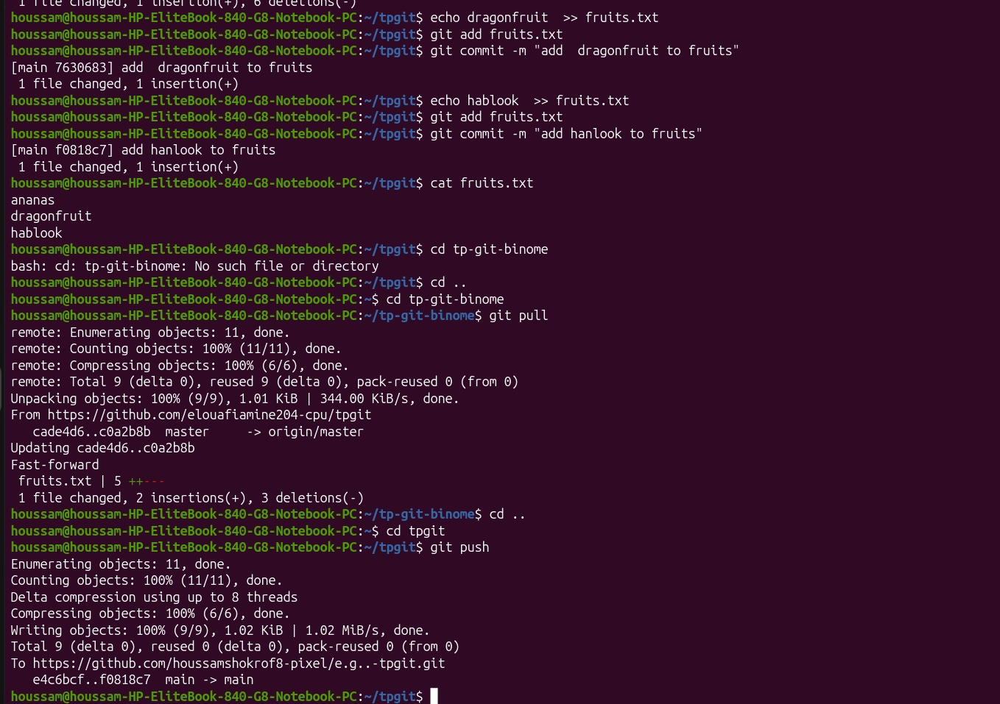 1 file changed, 1 insertion(+), 6 deletions(-)
houssam@houssam-HP-EliteBook-840-G8-Notebook-PC:~/tpgit$ echo dragonfruit  >> fruits.txt
houssam@houssam-HP-EliteBook-840-G8-Notebook-PC:~/tpgit$ git add fruits.txt
houssam@houssam-HP-EliteBook-840-G8-Notebook-PC:~/tpgit$ git commit -m "add  dragonfruit to fruits"
[main 7630683] add  dragonfruit to fruits
 1 file changed, 1 insertion(+)
houssam@houssam-HP-EliteBook-840-G8-Notebook-PC:~/tpgit$ echo hablook  >> fruits.txt
houssam@houssam-HP-EliteBook-840-G8-Notebook-PC:~/tpgit$ git add fruits.txt
houssam@houssam-HP-EliteBook-840-G8-Notebook-PC:~/tpgit$ git commit -m "add hanlook to fruits"
[main f0818c7] add hanlook to fruits
 1 file changed, 1 insertion(+)
houssam@houssam-HP-EliteBook-840-G8-Notebook-PC:~/tpgit$ cat fruits.txt
ananas
dragonfruit
hablook
houssam@houssam-HP-EliteBook-840-G8-Notebook-PC:~/tpgit$ cd tp-git-binome
bash: cd: tp-git-binome: No such file or directory
houssam@houssam-HP-EliteBook-840-G8-Notebook-PC:~/tpgit$ cd ..
houssam@houssam-HP-EliteBook-840-G8-Notebook-PC:~$ cd tp-git-binome
houssam@houssam-HP-EliteBook-840-G8-Notebook-PC:~/tp-git-binome$ git pull
remote: Enumerating objects: 11, done.
remote: Counting objects: 100% (11/11), done.
remote: Compressing objects: 100% (6/6), done.
remote: Total 9 (delta 0), reused 9 (delta 0), pack-reused 0 (from 0)
Unpacking objects: 100% (9/9), 1.01 KiB | 344.00 KiB/s, done.
From https://github.com/elouafiamine204-cpu/tpgit
   cade4d6..c0a2b8b  master     -> origin/master
Updating cade4d6..c0a2b8b
Fast-forward
 fruits.txt | 5 ++---
 1 file changed, 2 insertions(+), 3 deletions(-)
houssam@houssam-HP-EliteBook-840-G8-Notebook-PC:~/tp-git-binome$ cd ..
houssam@houssam-HP-EliteBook-840-G8-Notebook-PC:~$ cd tpgit
houssam@houssam-HP-EliteBook-840-G8-Notebook-PC:~/tpgit$ git push
Enumerating objects: 11, done.
Counting objects: 100% (11/11), done.
Delta compression using up to 8 threads
Compressing objects: 100% (6/6), done.
Writing objects: 100% (9/9), 1.02 KiB | 1.02 MiB/s, done.
Total 9 (delta 0), reused 0 (delta 0), pack-reused 0 (from 0)
To https://github.com/houssamshokrof8-pixel/e.g..-tpgit.git
   e4c6bcf..f0818c7  main -> main
houssam@houssam-HP-EliteBook-840-G8-Notebook-PC:~/tpgit$